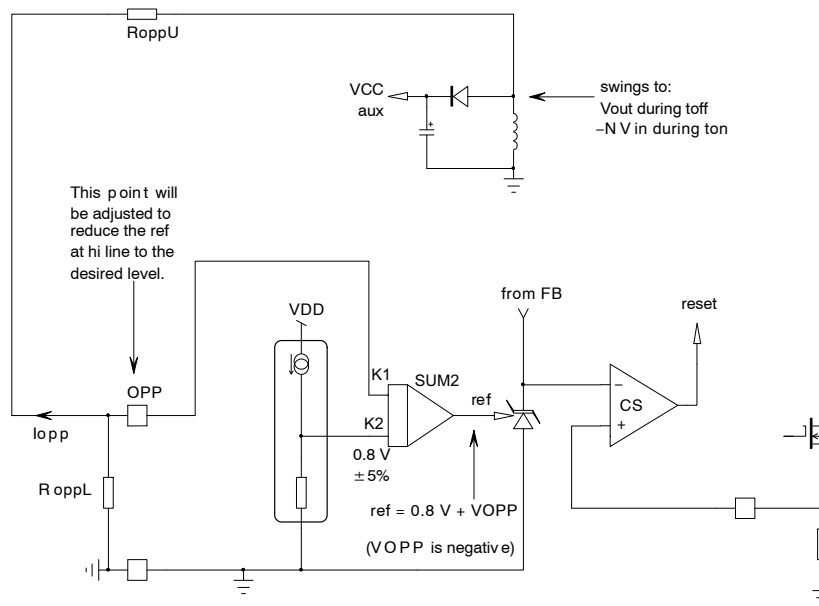 RoppU
VCC
aux
swings to:
Vout during toff
−N V in during ton
+
This point will
be adjusted to
reduce the ref
at hi line to the
desired level.
from FB
reset
VDD
OPP
K1
SUM2
ref
−
CS
+
K2
Iopp
0.8 V
±5%
RoppL
ref = 0.8 V + VOPP
(VOPP is negative)